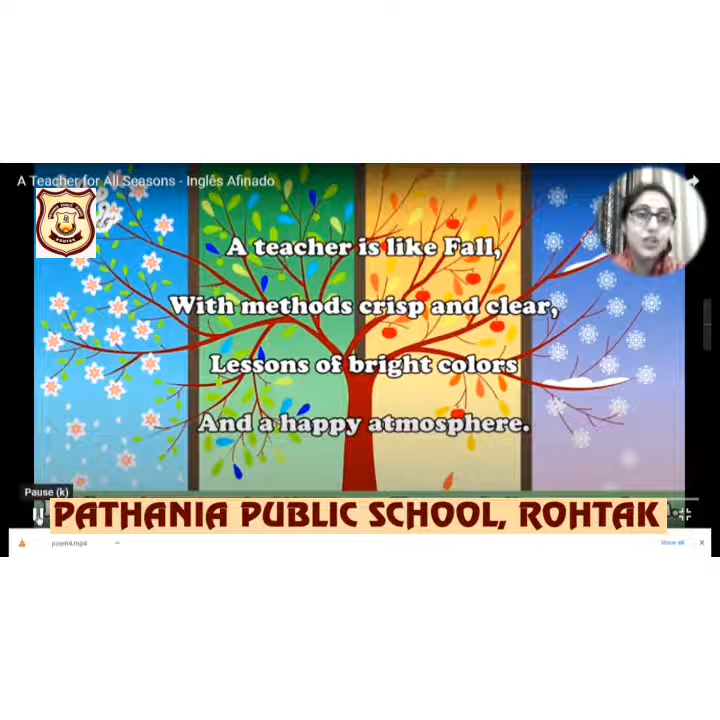 A Teacher for All Seasons - Inglês Afinado
A teacher is like Fall,
With methods crisp and clear,
Lessons of bright colors
And a happy atmosphere.
Pause (k)
PATHANIA PUBLIC SCHOOL, ROHTAK
poem4.mp4
Show all